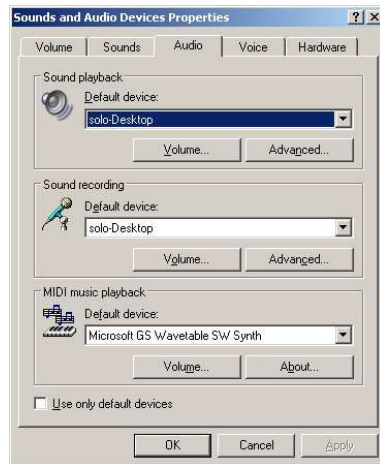 Sounds and Audio Devices Properties
Volume Sounds Audio Voice Hardware
Sound playback
Default device:
solo-Desktop
Volume... Advanced...
Sound recording
Default device:
solo-Desktop
Volume... Advanced...
MIDI music playback
Default device:
Microsoft GS Wavetable SW Synth
Volume... About...
Use only default devices
OK Cancel Apply